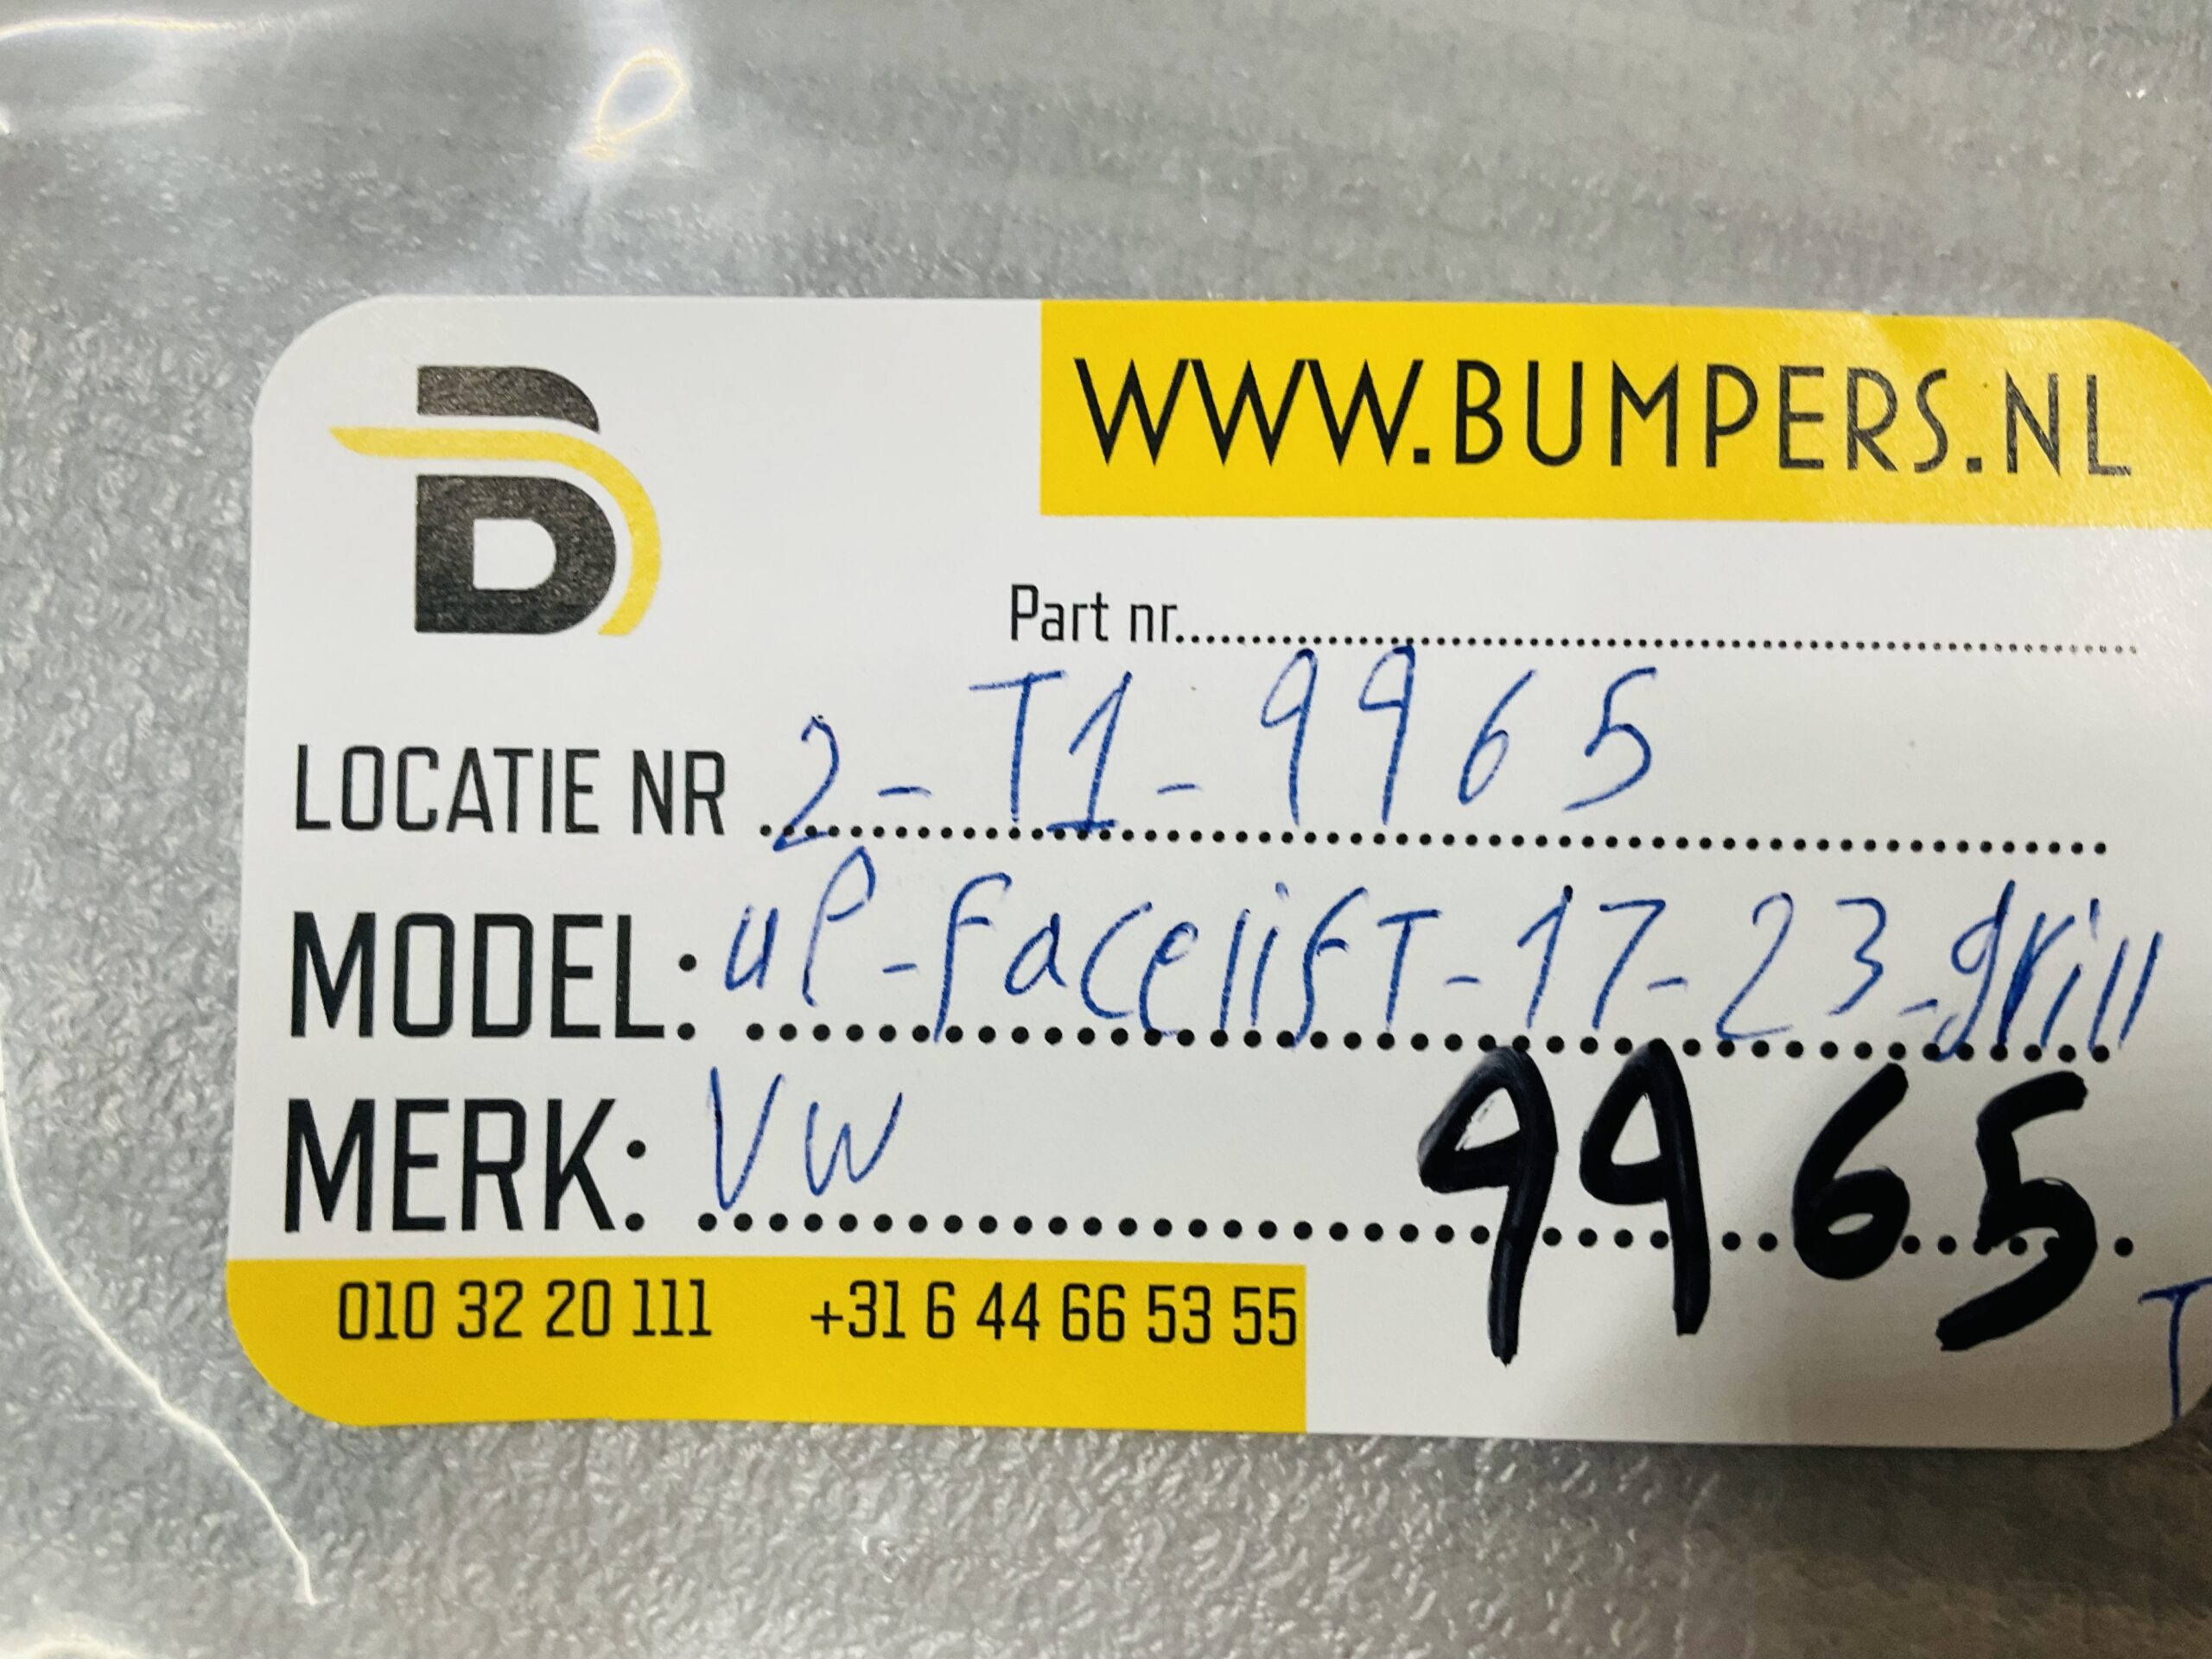 B
WWW.BUMPERS.NL
Part nr.
LOCATIE NR 2-T1-9965
MODEL: uP-facelifT-17-23-grill
MERK: VW
9965
010 32 20 111 +31 6 44 66 53 55
T